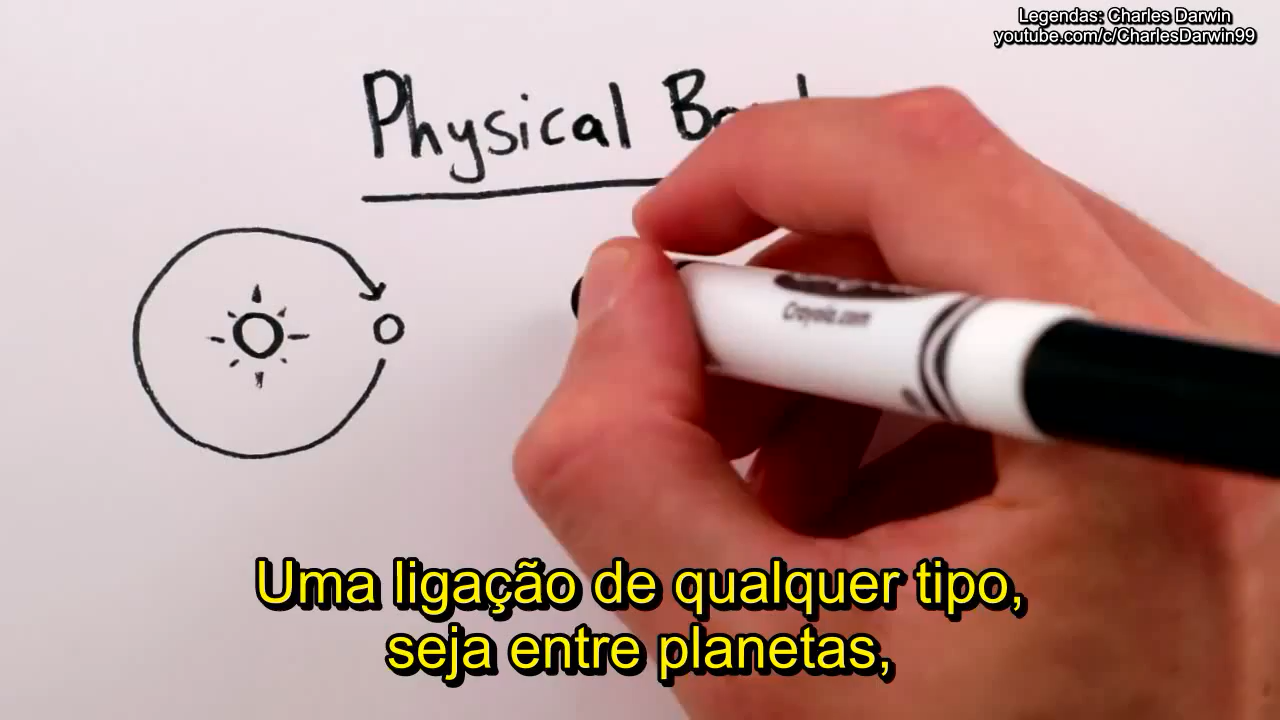 Legendas: Charles Darwin
youtube.com/c/CharlesDarwin99
Physical
Crayola.com
Uma ligação de qualquer tipo,
seja entre planetas,